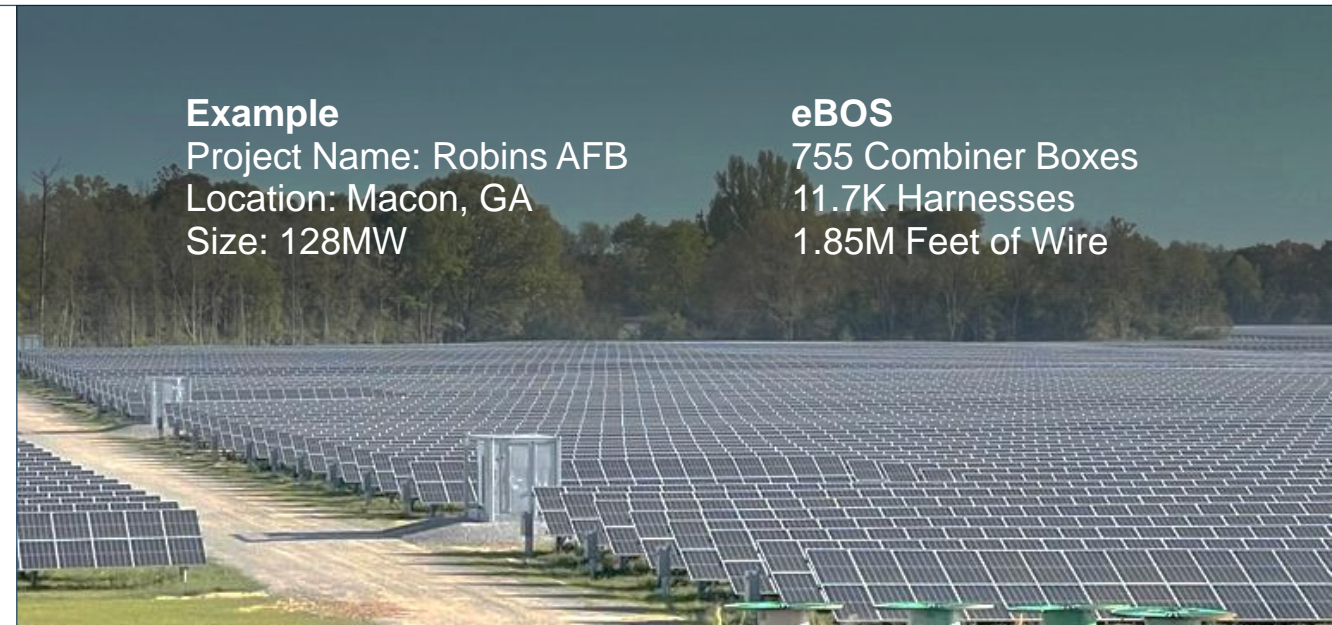 Example
Project Name: Robins AFB
Location: Macon, GA
Size: 128MW
eBOS
755 Combiner Boxes
11.7K Harnesses
1.85M Feet of Wire